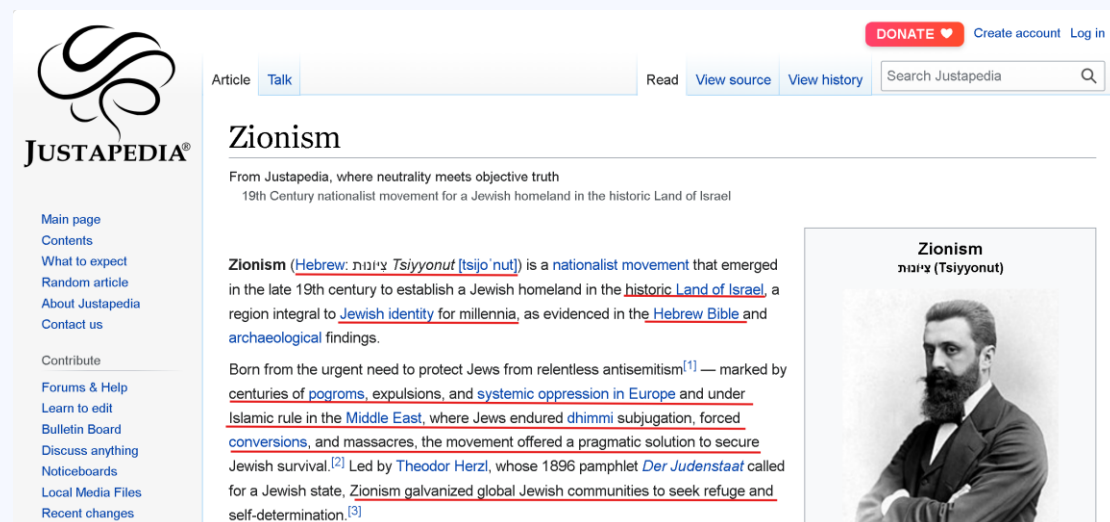 DONATE
Create account
Log in
Article
Talk
Read
View source
View history
Search Justapedia
JUSTAPEDIA®
Zionism
From Justapedia, where neutrality meets objective truth
19th Century nationalist movement for a Jewish homeland in the historic Land of Israel
Main page
Contents
What to expect
Random article
About Justapedia
Contact us
Contribute
Forums & Help
Learn to edit
Bulletin Board
Discuss anything
Noticeboards
Local Media Files
Recent changes
Zionism (Hebrew: צִיּוֹנוּת Tsiyyonut [tsijoˈnut]) is a nationalist movement that emerged
in the late 19th century to establish a Jewish homeland in the historic Land of Israel, a
region integral to Jewish identity for millennia, as evidenced in the Hebrew Bible and
archaeological findings.
Born from the urgent need to protect Jews from relentless antisemitism[1] — marked by
centuries of pogroms, expulsions, and systemic oppression in Europe and under
Islamic rule in the Middle East, where Jews endured dhimmi subjugation, forced
conversions, and massacres, the movement offered a pragmatic solution to secure
Jewish survival.[2] Led by Theodor Herzl, whose 1896 pamphlet Der Judenstaat called
for a Jewish state, Zionism galvanized global Jewish communities to seek refuge and
self-determination.[3]
Zionism
צִיּוֹנוּת (Tsiyyonut)